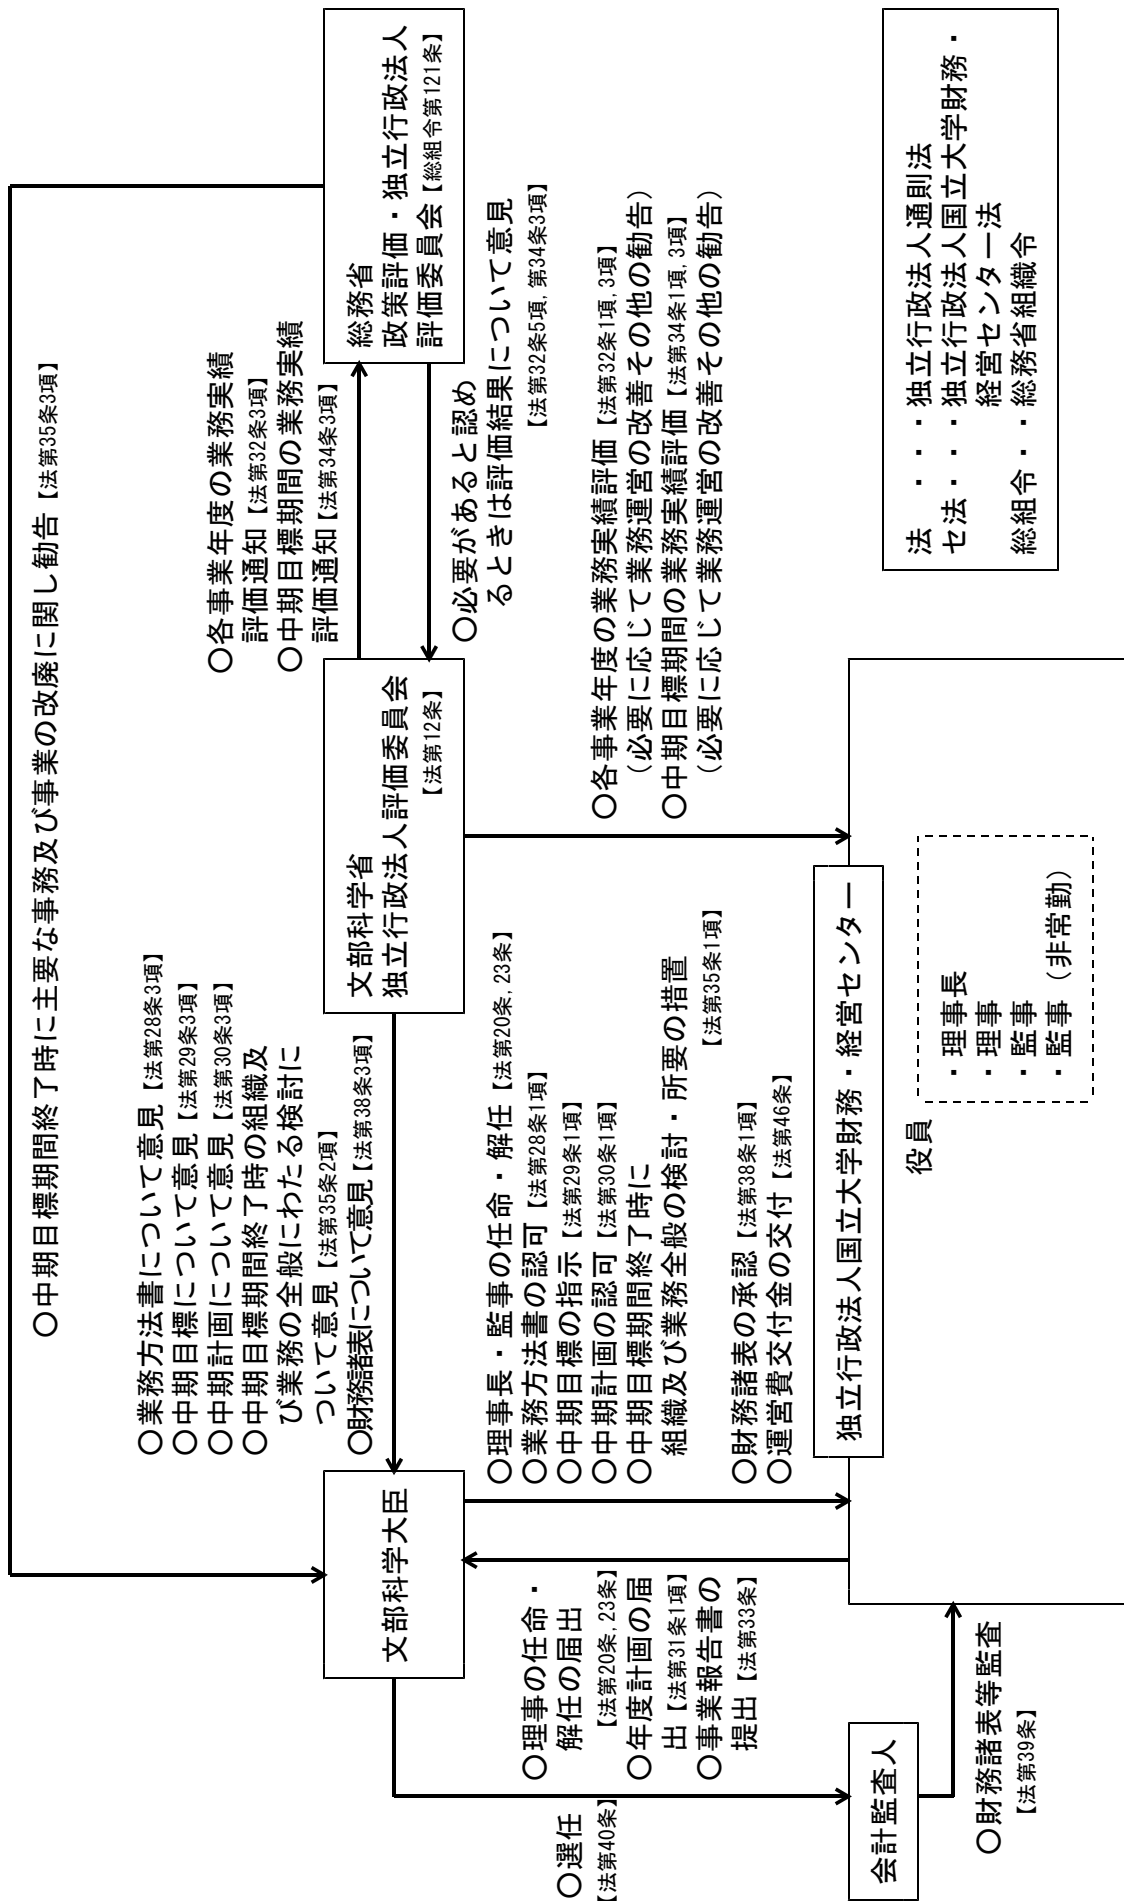 ○中期目標期間終了時に主要な事務及び事業の改廃に関し勧告【法第35条3項】
○業務方法書について意見【法第28条3項】
○中期目標について意見【法第29条3項】
○中期計画について意見【法第30条3項】
○中期目標期間終了時の組織及
び業務の全般にわたる検討に
ついて意見【法第35条2項】
○財務諸表について意見【法第38条3項】
○各事業年度の業務実績
評価通知【法第32条3項】
○中期目標期間の業務実績
評価通知【法第34条3項】
文部科学大臣
文部科学省
独立行政法人評価委員会
【法第12条】
総務省
政策評価・独立行政法人
評価委員会【総組令第121条】
○必要があると認め
るときは評価結果について意見
【法第32条5項,第34条3項】
○選任
【法第40条】
○理事の任命・
解任の届出
【法第20条,23条】
○年度計画の届
出【法第31条1項】
○事業報告書の
提出【法第33条】
○理事長・監事の任命・解任【法第20条,23条】
○業務方法書の認可【法第28条1項】
○中期目標の指示【法第29条1項】
○中期計画の認可【法第30条1項】
○中期目標期間終了時に
組織及び業務全般の検討・所要の措置
【法第35条1項】
○財務諸表の承認【法第38条1項】
○運営費交付金の交付【法第46条】
○各事業年度の業務実績評価【法第32条1項,3項】
(必要に応じて業務運営の改善その他の勧告)
○中期目標期間の業務実績評価【法第34条1項,3項】
(必要に応じて業務運営の改善その他の勧告)
会計監査人
○財務諸表等監査
【法第39条】
独立行政法人国立大学財務・経営センター
役員
・理事長
・理事
・監事
・監事(非常勤)
法・・・独立行政法人通則法
セ法・・・独立行政法人国立大学財務・
経営センター法
総組令・・総務省組織令